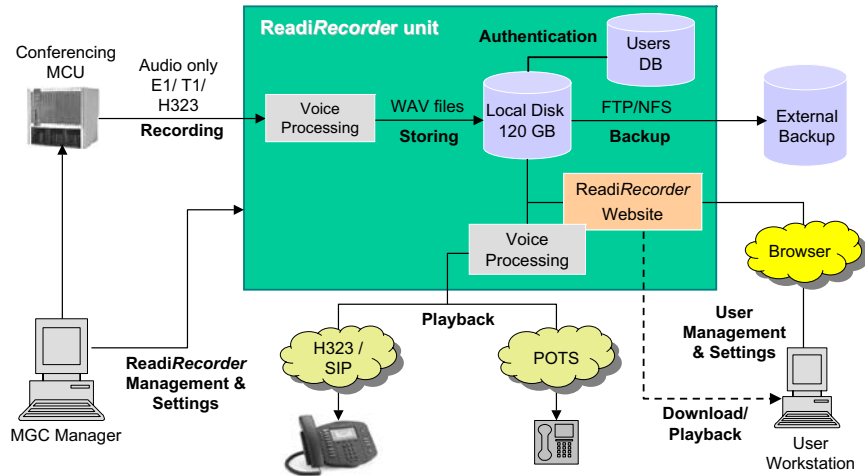 ReadiRecorder unit
Conferencing
MCU
Audio only
E1/ T1/
H323
Recording
Voice
Processing
WAV files
Storing
Authentication
Users
DB
Local Disk
120 GB
FTP/NFS
Backup
External
Backup
ReadiRecorder
Website
Voice
Processing
Browser
Playback
H323 /
SIP
POTS
User
Management
& Settings
ReadiRecorder
Management &
Settings
Download/
Playback
MGC Manager
User
Workstation